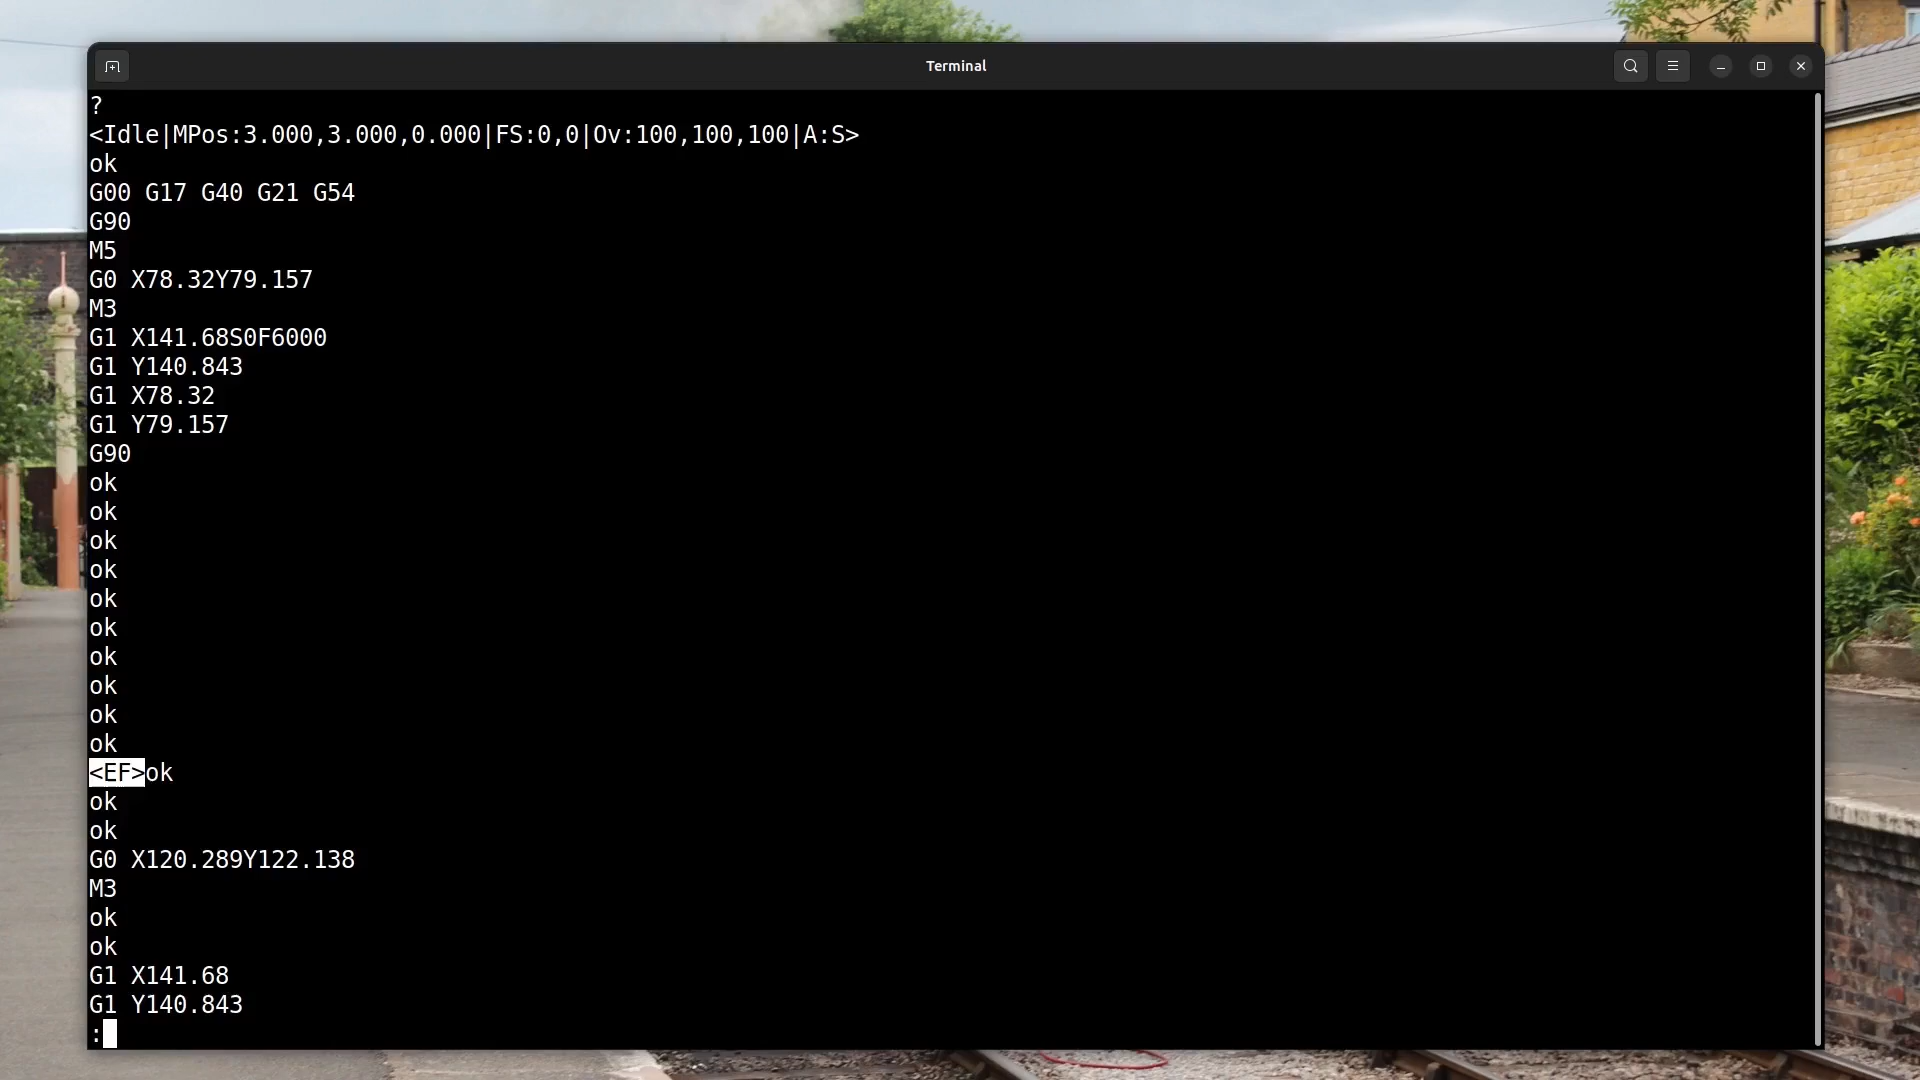 Terminal
?
<Idle|MPos:3.000,3.000,0.000|FS:0,0|Ov:100,100,100|A:S>
ok
G00 G17 G40 G21 G54
G90
M5
G0 X78.32Y79.157
M3
G1 X141.68S0F6000
G1 Y140.843
G1 X78.32
G1 Y79.157
G90
ok
ok
ok
ok
ok
ok
ok
ok
ok
ok
<EF>ok
ok
ok
G0 X120.289Y122.138
M3
ok
ok
G1 X141.68
G1 Y140.843
: